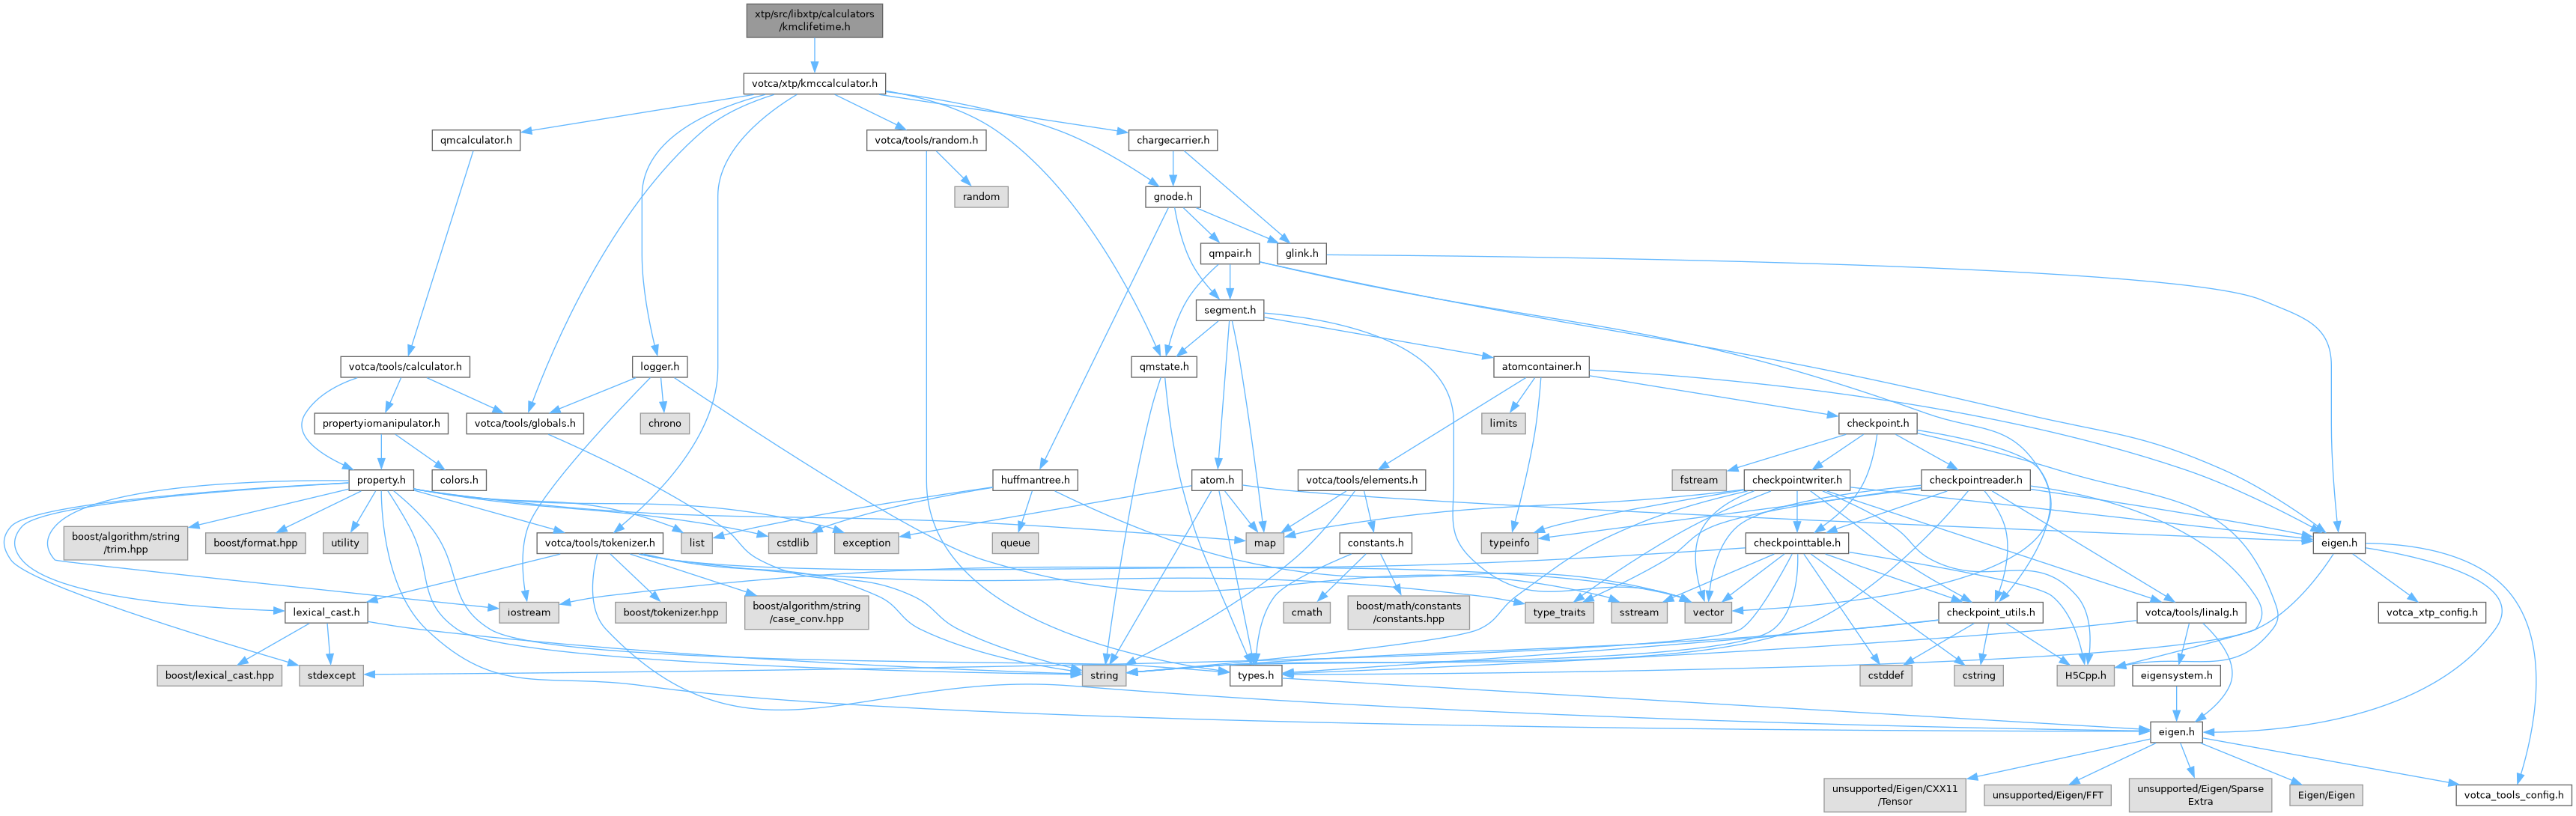 xtp/src/libxtp/calculators
/kmclifetime.h
votca/xtp/kmccalculator.h
qmcalculator.h
votca/tools/random.h
chargecarrier.h
random
gnode.h
qmpair.h
glink.h
segment.h
votca/tools/calculator.h
logger.h
qmstate.h
atomcontainer.h
propertyiomanipulator.h
votca/tools/globals.h
chrono
limits
checkpoint.h
property.h
colors.h
huffmantree.h
atom.h
votca/tools/elements.h
fstream
checkpointwriter.h
checkpointreader.h
boost/algorithm/string
/trim.hpp
boost/format.hpp
utility
votca/tools/tokenizer.h
list
cstdlib
exception
queue
map
constants.h
typeinfo
checkpointtable.h
eigen.h
lexical_cast.h
iostream
boost/tokenizer.hpp
boost/algorithm/string
/case_conv.hpp
cmath
boost/math/constants
/constants.hpp
type_traits
sstream
vector
checkpoint_utils.h
votca/tools/linalg.h
votca_xtp_config.h
boost/lexical_cast.hpp
stdexcept
string
types.h
cstddef
cstring
H5Cpp.h
eigensystem.h
eigen.h
unsupported/Eigen/CXX11
/Tensor
unsupported/Eigen/FFT
unsupported/Eigen/Sparse
Extra
Eigen/Eigen
votca_tools_config.h